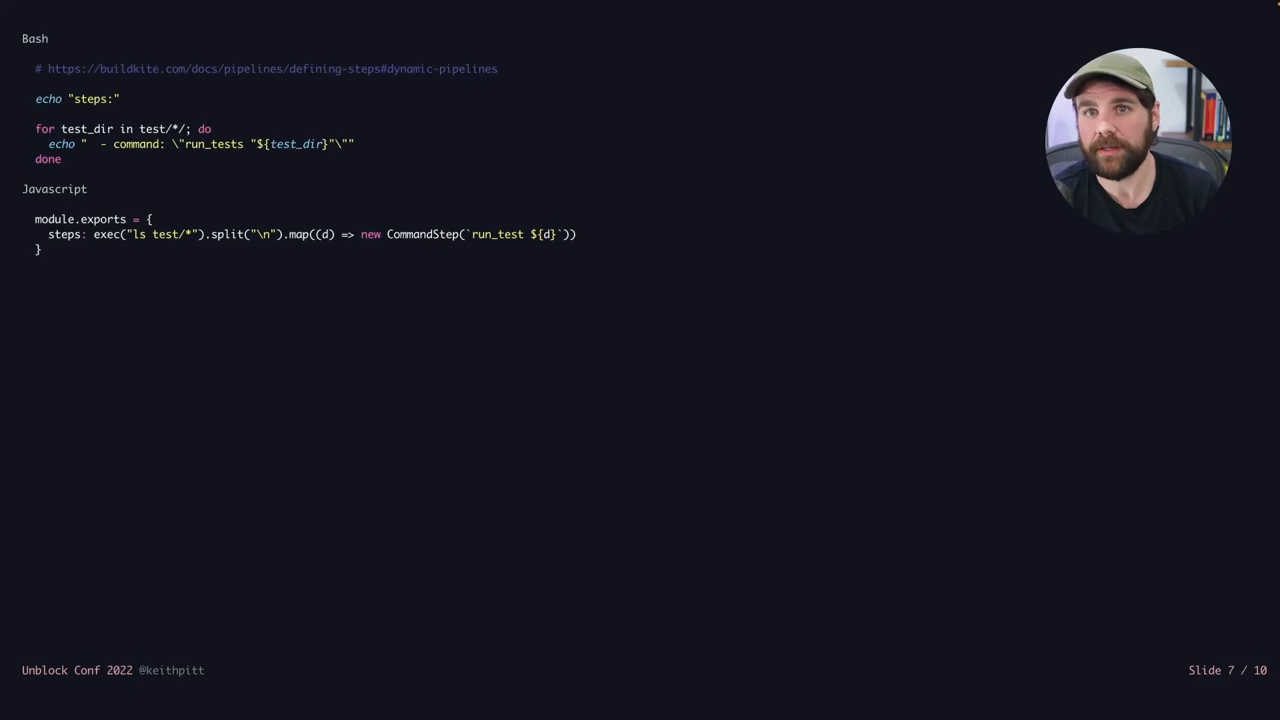 Bash
# https://buildkite.com/docs/pipelines/defining-steps#dynamic-pipelines
echo "steps:"
for test_dir in test/*/; do
echo "  - command: \"run_tests "${test_dir}"\""
done
Javascript
module.exports = {
steps: exec("ls test/*").split("\n").map((d) => new CommandStep(`run_test ${d}`))
}
Unblock Conf 2022 @keithpitt
Slide 7 / 10